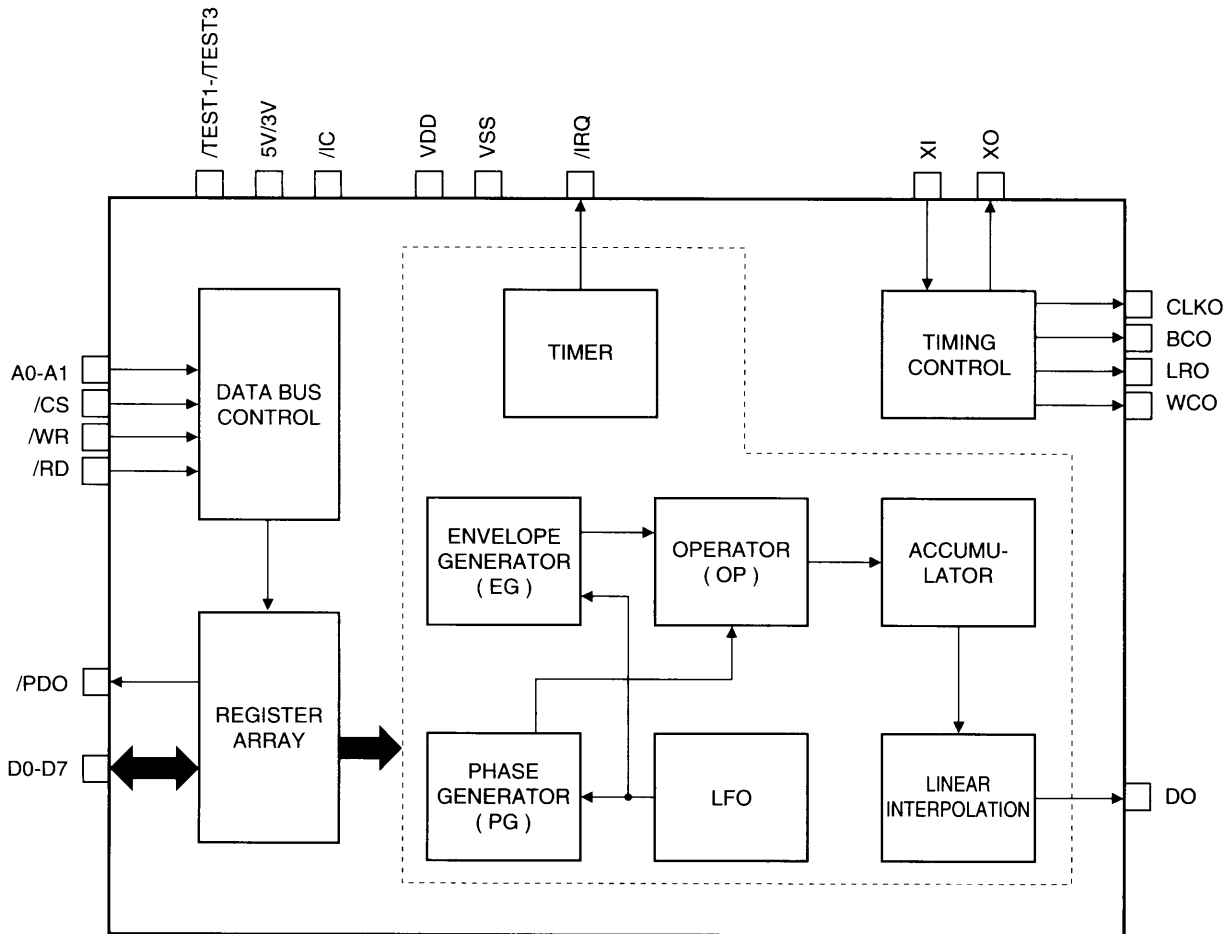 /TEST1-/TEST3
5V/3V
/IC
VDD
VSS
/IRQ
XI
XO
CLKO
BCO
LRO
WCO
A0-A1
/CS
/WR
/RD
DATA BUS
CONTROL
TIMER
TIMING
CONTROL
ENVELOPE
GENERATOR
( EG )
OPERATOR
( OP )
ACCUMU-
LATOR
/PDO
D0-D7
REGISTER
ARRAY
PHASE
GENERATOR
( PG )
LFO
LINEAR
INTERPOLATION
DO